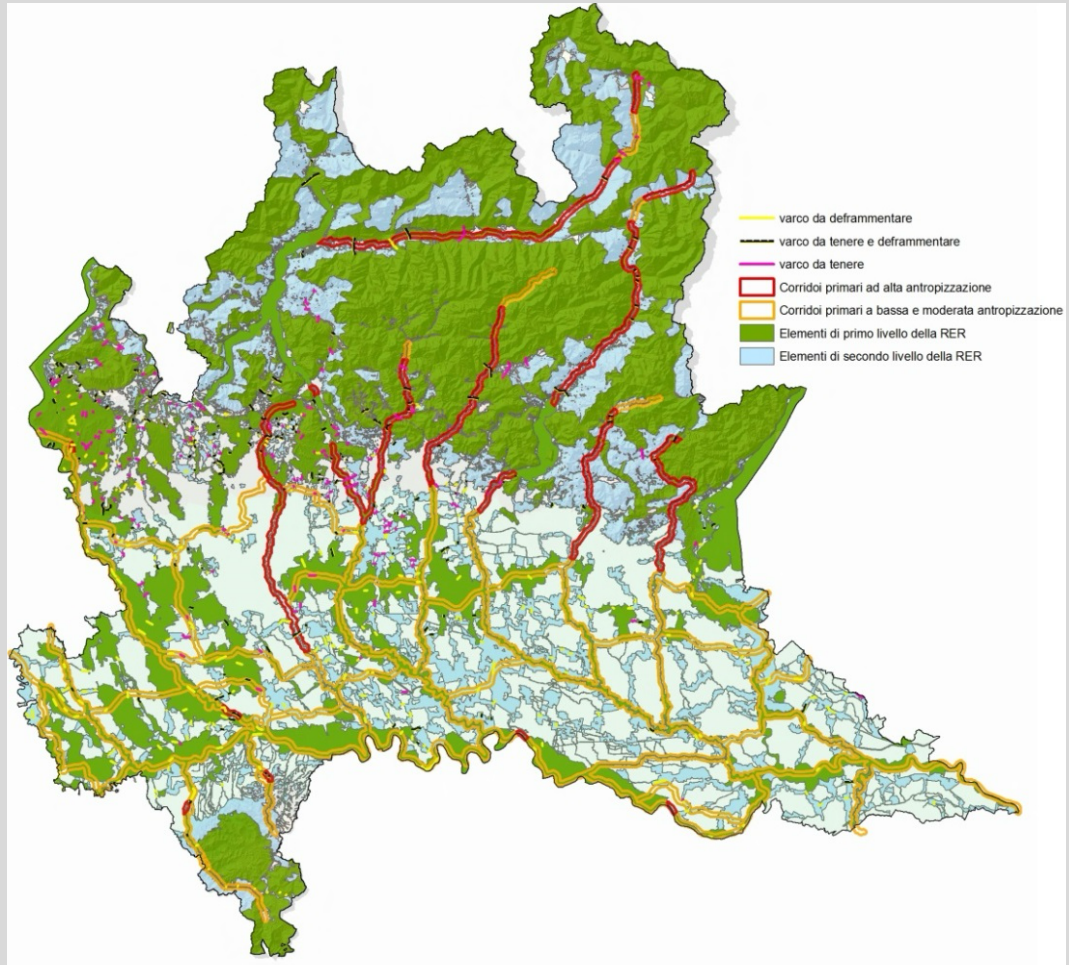 varco da deframmentare
varco da tenere e deframmentare
varco da tenere
Corridoi primari ad alta antropizzazione
Corridoi primari a bassa e moderata antropizzazione
Elementi di primo livello della RER
Elementi di secondo livello della RER